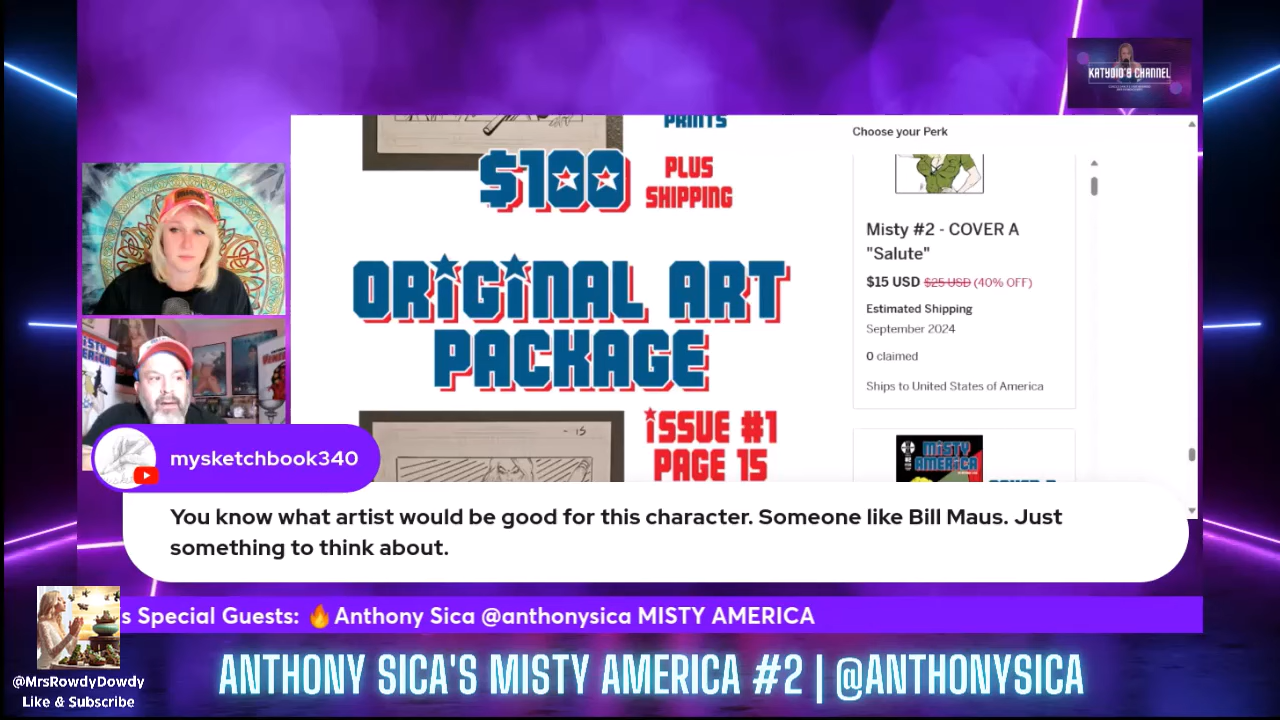 KATYDID'S CHANNEL
PRINTS
$100
PLUS
SHIPPING
ORIGINAL ART
PACKAGE
ISSUE #1
PAGE 15
- 15
Choose your Perk
Misty #2 - COVER A
"Salute"
$15 USD $25 USD (40% OFF)
Estimated Shipping
September 2024
0 claimed
Ships to United States of America
MISTY
AMERICA
mysketchbook340
You know what artist would be good for this character. Someone like Bill Maus. Just
something to think about.
s Special Guests: 🔥Anthony Sica @anthonysica MISTY AMERICA
@MrsRowdyDowdy
Like & Subscribe
ANTHONY SICA'S MISTY AMERICA #2 | @ANTHONYSICA